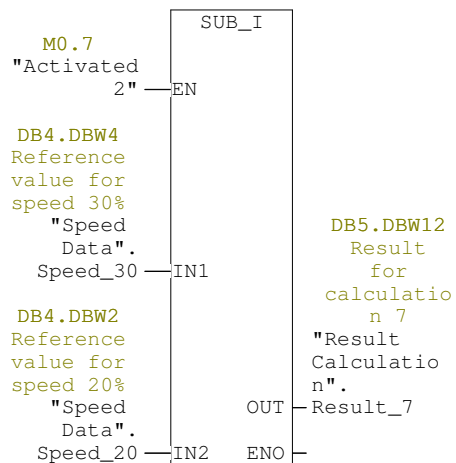 SUB_I
M0.7
"Activated
2"
EN
DB4.DBW4
Reference
value for
speed 30%
"Speed
Data".
Speed_30
IN1
DB4.DBW2
Reference
value for
speed 20%
"Speed
Data".
Speed_20
IN2
DB5.DBW12
Result
for
calculatio
n 7
"Result
Calculatio
n".
Result_7
OUT
ENO